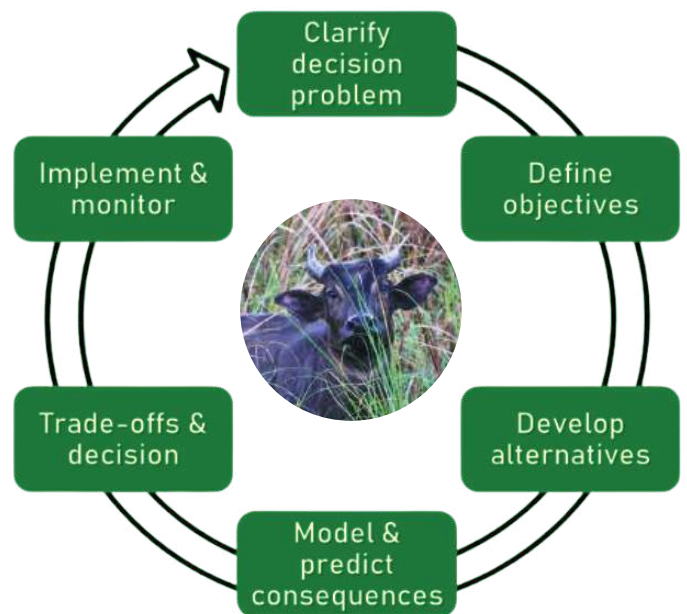 Clarify
decision
problem
Define
objectives
Develop
alternatives
Model &
predict
consequences
Trade-offs &
decision
Implement &
monitor